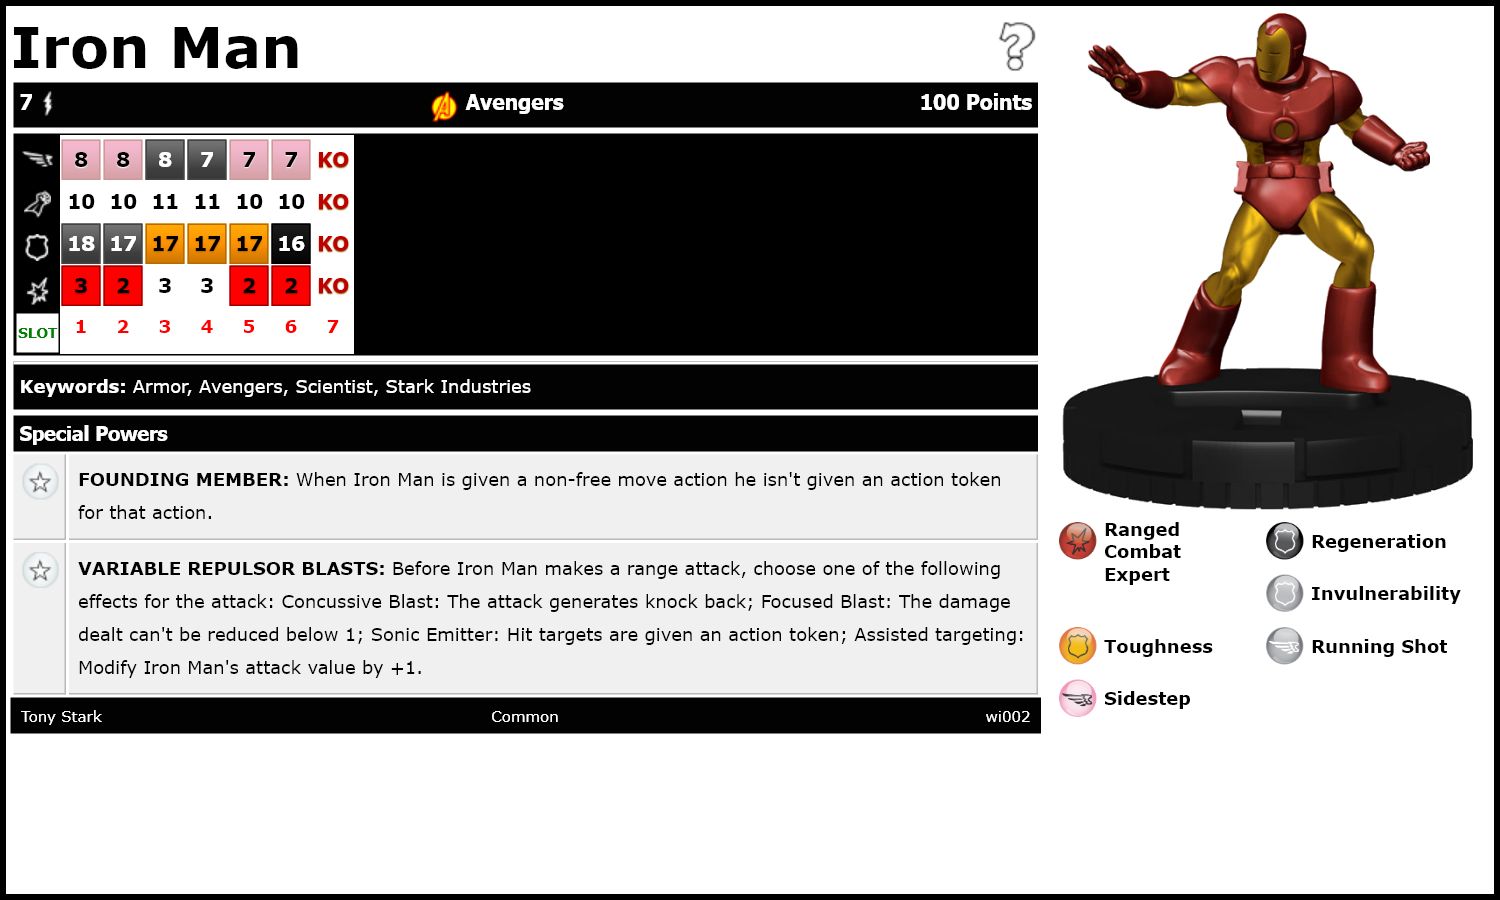 Iron Man
7 Avengers 100 Points
8 8 8 7 7 7 KO
10 10 11 11 10 10 KO
18 17 17 17 17 16 KO
3 2 3 3 2 2 KO
SLOT 1 2 3 4 5 6 7
Keywords: Armor, Avengers, Scientist, Stark Industries
Special Powers
FOUNDING MEMBER: When Iron Man is given a non-free move action he isn't given an action token
for that action.
VARIABLE REPULSOR BLASTS: Before Iron Man makes a range attack, choose one of the following
effects for the attack: Concussive Blast: The attack generates knock back; Focused Blast: The damage
dealt can't be reduced below 1; Sonic Emitter: Hit targets are given an action token; Assisted targeting:
Modify Iron Man's attack value by +1.
Tony Stark Common wi002
Ranged
Combat
Expert
Regeneration
Invulnerability
Toughness
Running Shot
Sidestep